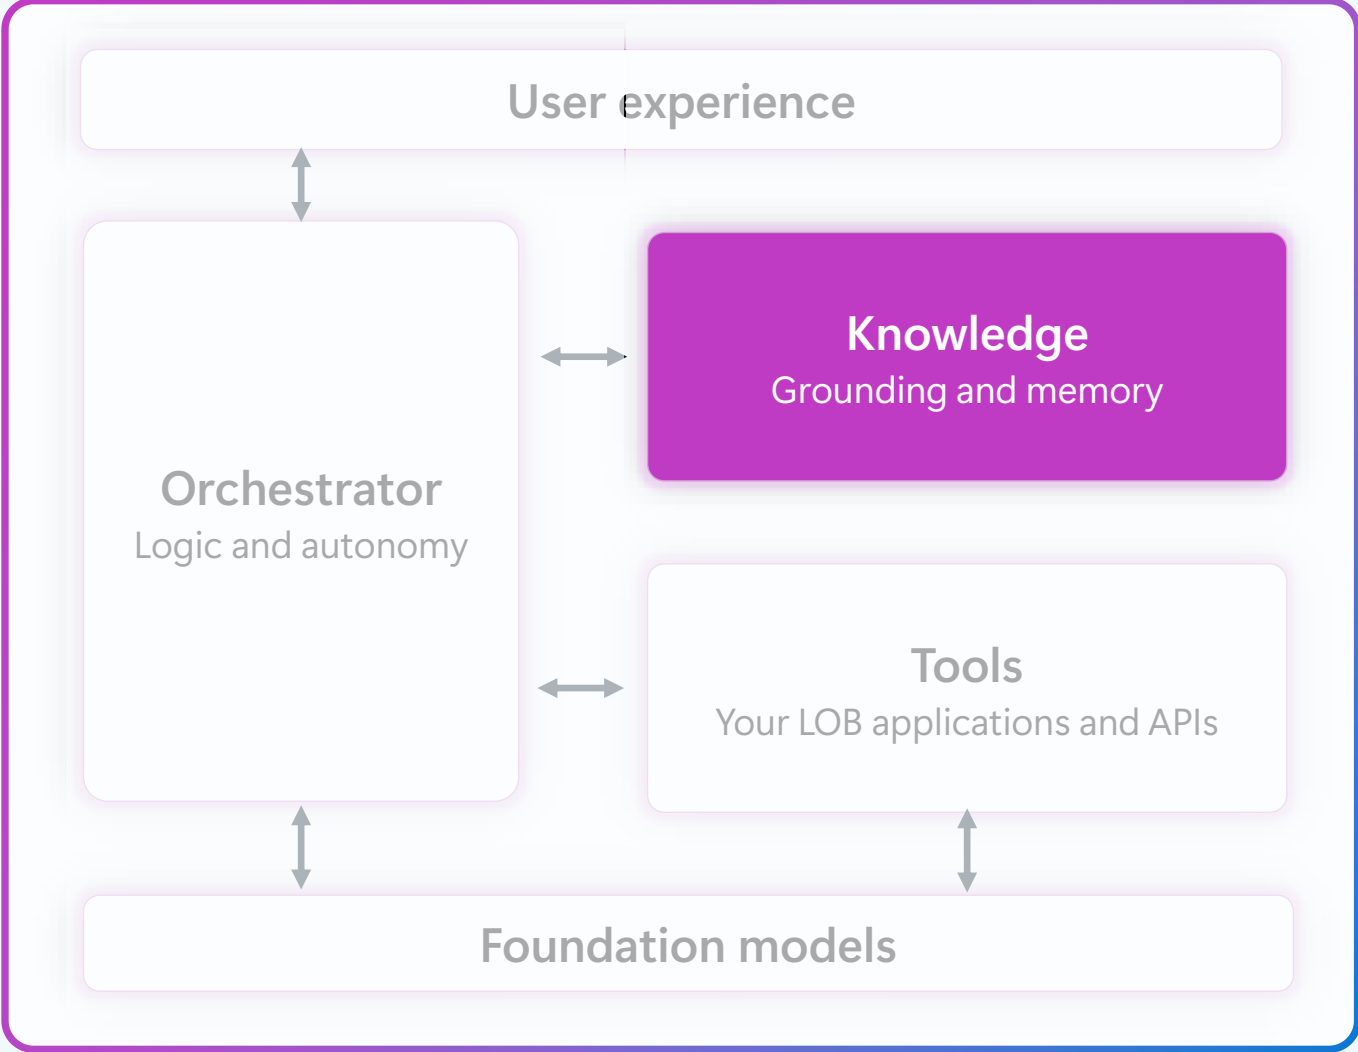 User experience
Knowledge
Grounding and memory
Orchestrator
Logic and autonomy
Tools
Your LOB applications and APIs
Foundation models